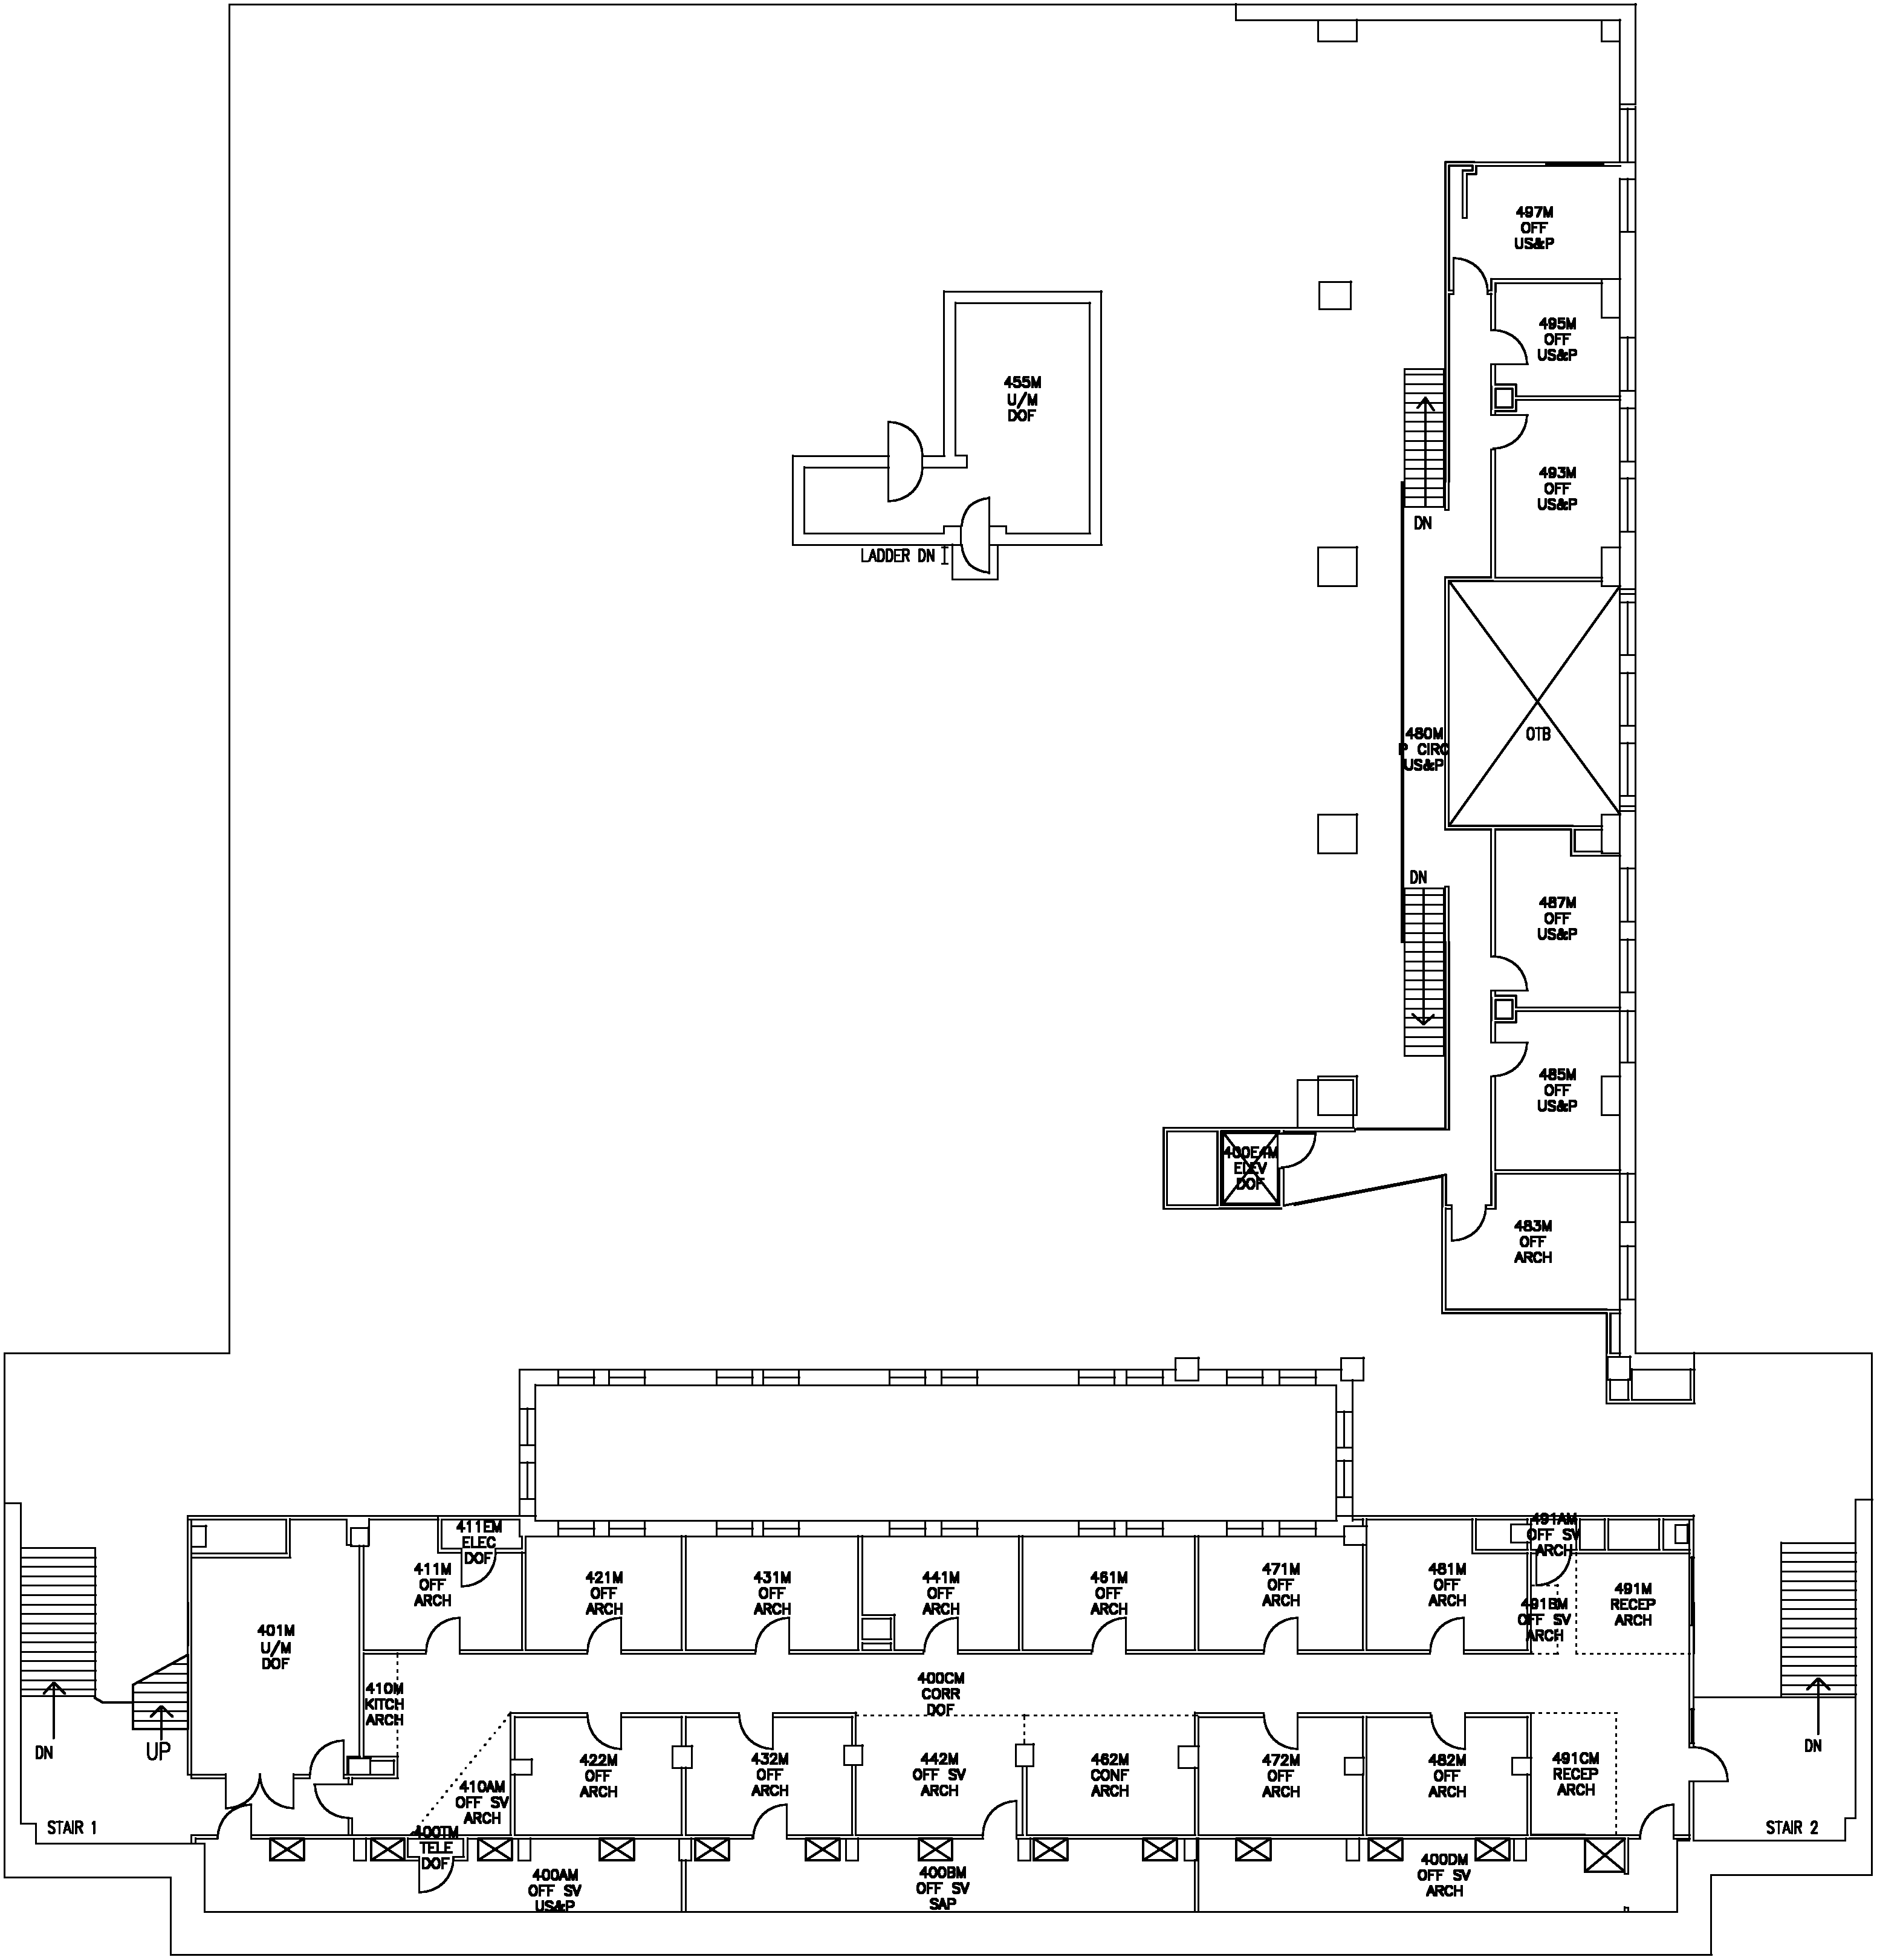 497M
OFF
US&P
495M
OFF
US&P
455M
U/M
DOF
493M
OFF
US&P
DN
LADDER DN
480M
P CIRC
US&P
OTB
DN
487M
OFF
US&P
485M
OFF
US&P
400E4M
ELEV
DOF
483M
OFF
ARCH
411EM
ELEC
DOF
491AM
OFF SV
ARCH
411M
OFF
ARCH
421M
OFF
ARCH
431M
OFF
ARCH
441M
OFF
ARCH
461M
OFF
ARCH
471M
OFF
ARCH
481M
OFF
ARCH
491BM
OFF SV
ARCH
491M
RECEP
ARCH
401M
U/M
DOF
410M
KITCH
ARCH
400CM
CORR
DOF
DN
UP
DN
410AM
OFF SV
ARCH
422M
OFF
ARCH
432M
OFF
ARCH
442M
OFF SV
ARCH
462M
CONF
ARCH
472M
OFF
ARCH
482M
OFF
ARCH
491CM
RECEP
ARCH
STAIR 1
STAIR 2
400TM
TELE
DOF
400AM
OFF SV
US&P
400BM
OFF SV
SAP
400DM
OFF SV
ARCH